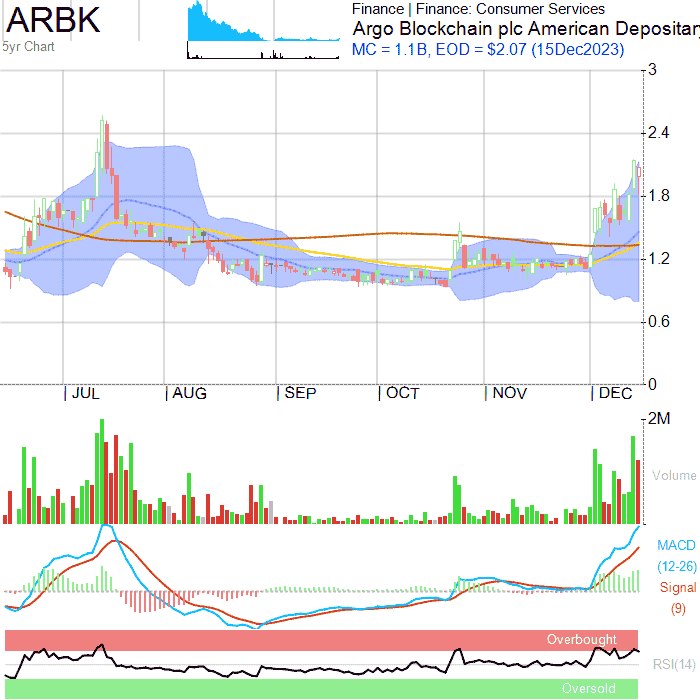 ARBK
5yr Chart
Finance | Finance: Consumer Services
Argo Blockchain plc American Depositary
MC = 1.1B, EOD = $2.07 (15Dec2023)
3
2.4
1.8
1.2
0.6
0
JUL AUG SEP OCT NOV DEC
2M
Volume
MACD
(12-26)
Signal
(9)
Overbought
RSI(14)
Oversold